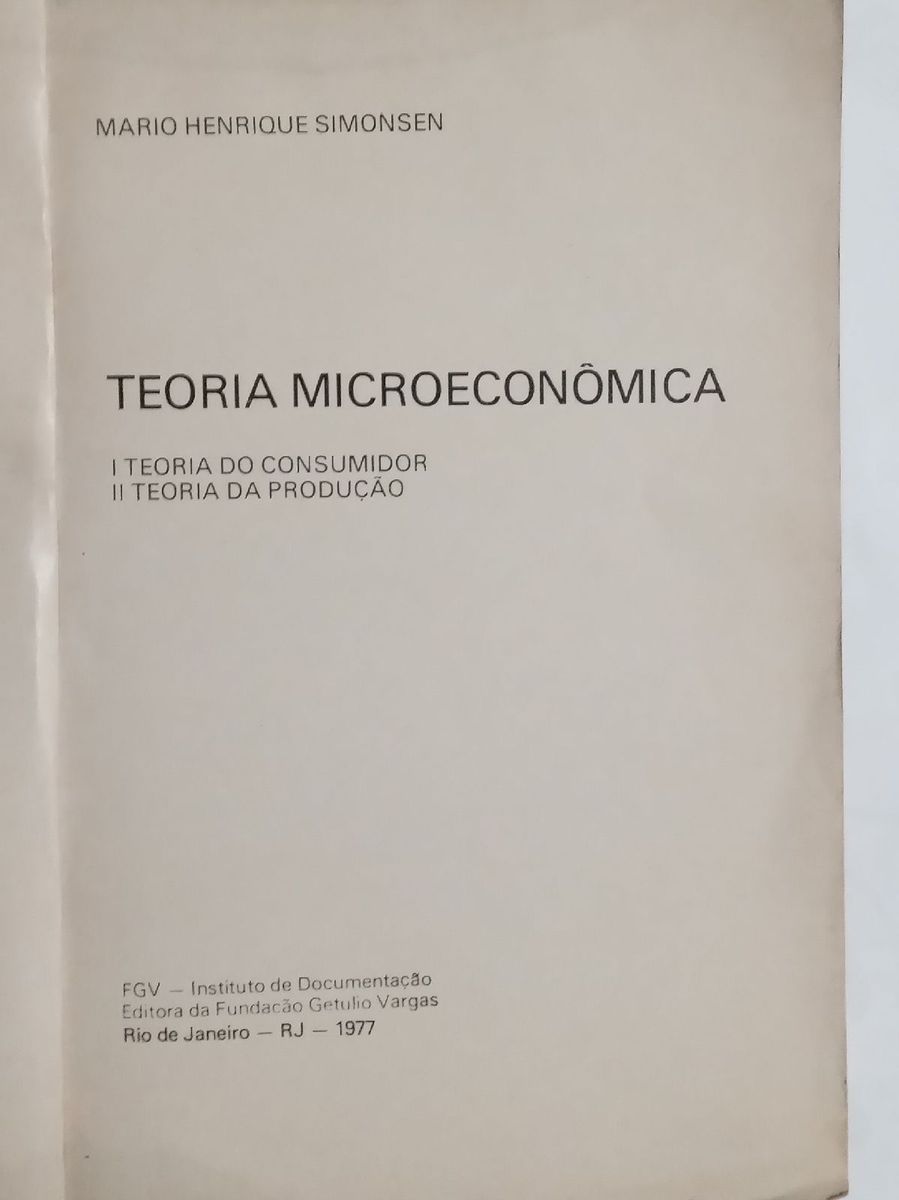 MARIO HENRIQUE SIMONSEN
TEORIA MICROECONÔMICA
I TEORIA DO CONSUMIDOR
II TEORIA DA PRODUÇÃO
FGV — Instituto de Documentação
Editora da Fundação Getulio Vargas
Rio de Janeiro — RJ — 1977